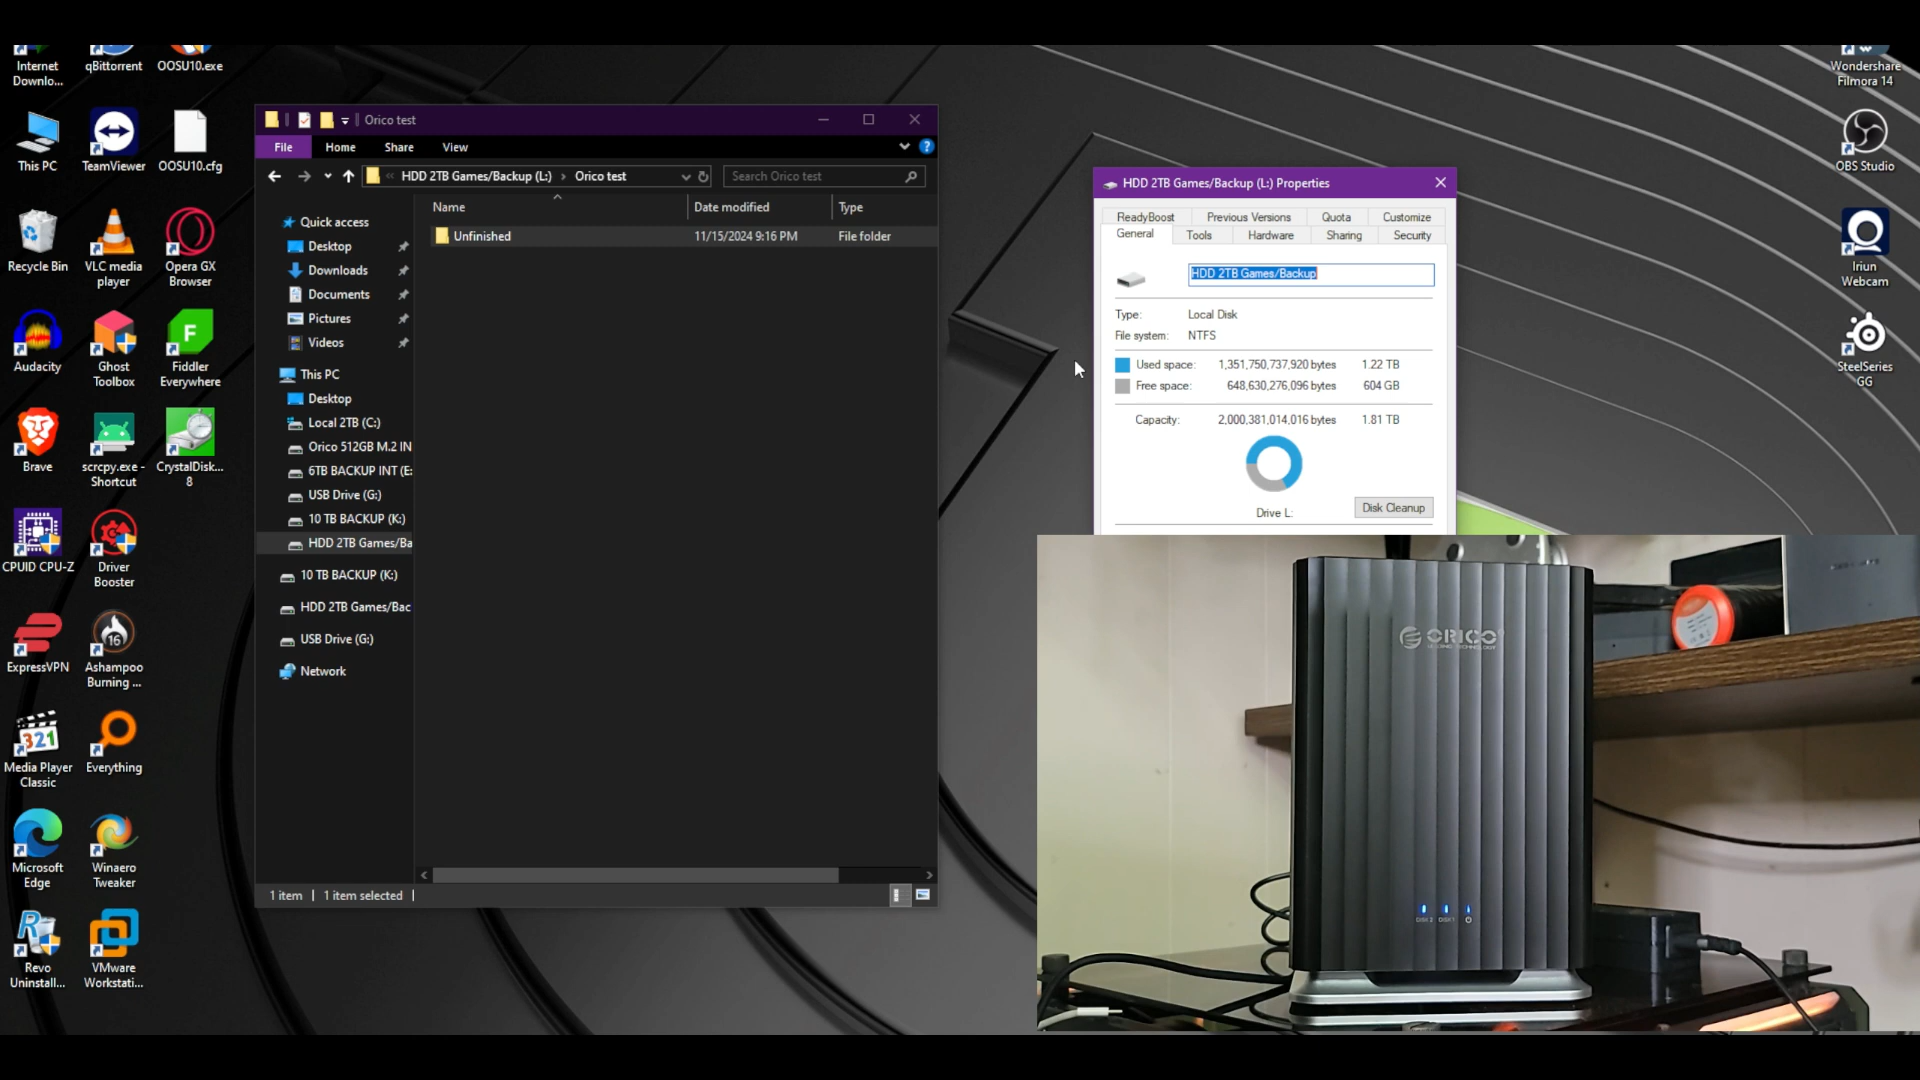 Internet
Downlo...
qBittorrent
OOSU10.exe
This PC
TeamViewer
OOSU10.cfg
Recycle Bin
VLC media
player
Opera GX
Browser
Audacity
Ghost
Toolbox
Fiddler
Everywhere
Brave
scrcpy.exe -
Shortcut
CrystalDisk...
8
CPUID CPU-Z
Driver
Booster
ExpressVPN
16
Ashampoo
Burning ...
321
Media Player
Classic
Everything
Microsoft
Edge
Winaero
Tweaker
Revo
Uninstall...
VMware
Workstati...
Orico test
File
Home
Share
View
HDD 2TB Games/Backup (L:) > Orico test
Search Orico test
Name
Date modified
Type
Unfinished
11/15/2024 9:16 PM
File folder
Quick access
Desktop
Downloads
Documents
Pictures
Videos
This PC
Desktop
Local 2TB (C:)
Orico 512GB M.2 IN
6TB BACKUP INT (E:
USB Drive (G:)
10 TB BACKUP (K:)
HDD 2TB Games/Ba
10 TB BACKUP (K:)
HDD 2TB Games/Bac
USB Drive (G:)
Network
1 item
1 item selected
HDD 2TB Games/Backup (L:) Properties
ReadyBoost
Previous Versions
Quota
Customize
General
Tools
Hardware
Sharing
Security
HDD 2TB Games/Backup
Type: Local Disk
File system: NTFS
Used space: 1,351,750,737,920 bytes 1.22 TB
Free space: 648,630,276,096 bytes 604 GB
Capacity: 2,000,381,014,016 bytes 1.81 TB
Drive L:
Disk Cleanup
Wondershare
Filmora 14
OBS Studio
Iriun
Webcam
SteelSeries
GG
ORICO
DISK 2 DISK 1